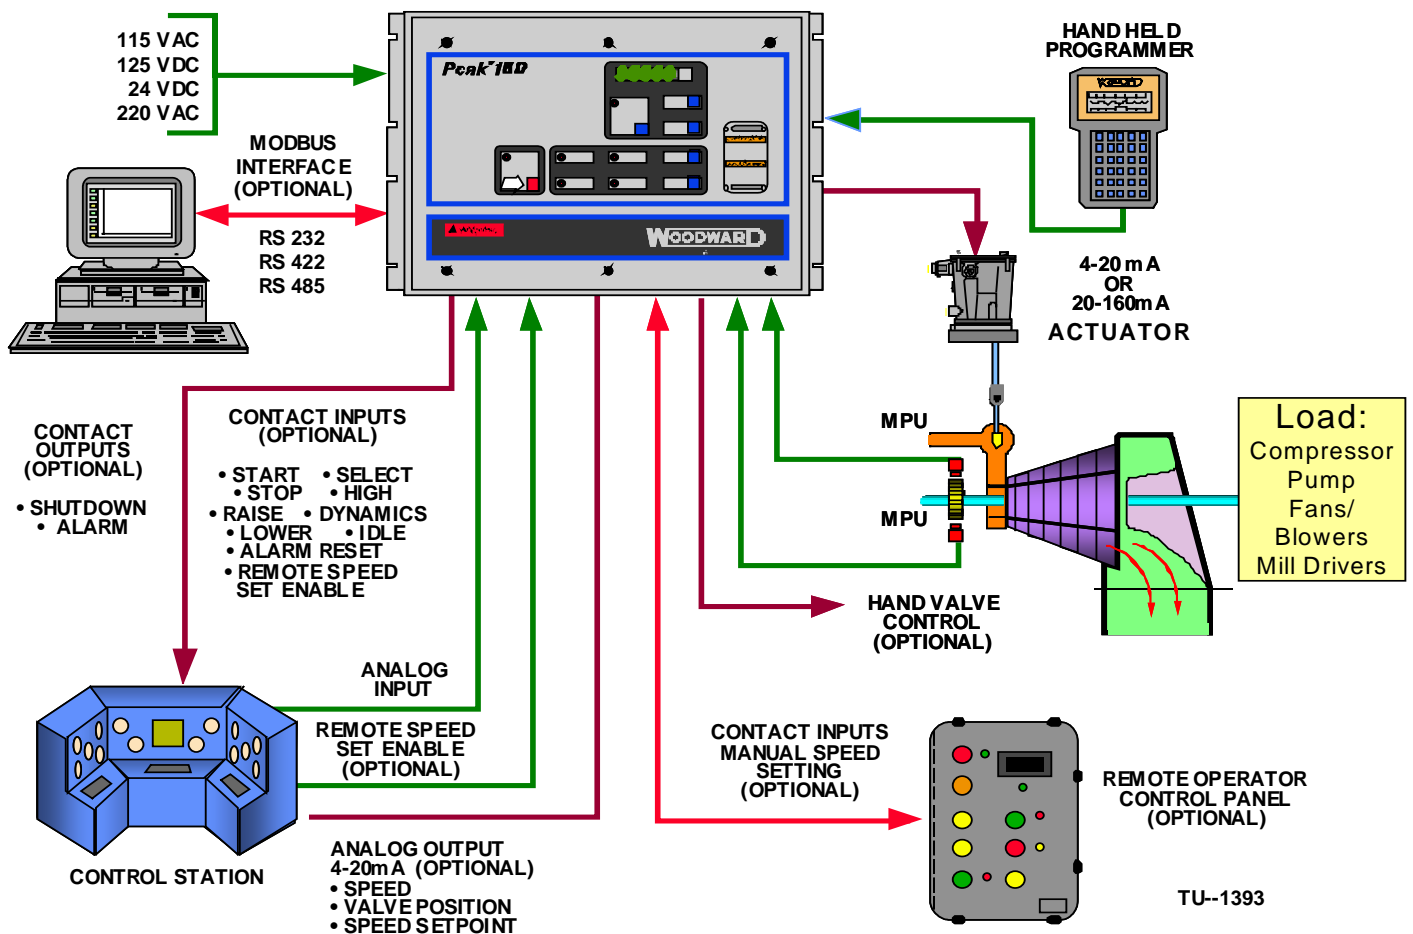 115 VAC
125 VDC
24 VDC
220 VAC
MODBUS
INTERFACE
(OPTIONAL)
RS 232
RS 422
RS 485
Peak 150
WOODWARD
HAND HELD
PROGRAMMER
4-20 mA
OR
20-160mA
ACTUATOR
CONTACT
OUTPUTS
(OPTIONAL)
• SHUTDOWN
• ALARM
CONTACT INPUTS
(OPTIONAL)
• START • SELECT
• STOP • HIGH
• RAISE • DYNAMICS
• LOWER • IDLE
• ALARM RESET
• REMOTE SPEED
SET ENABLE
MPU
MPU
Load:
Compressor
Pump
Fans/
Blowers
Mill Drivers
HAND VALVE
CONTROL
(OPTIONAL)
ANALOG
INPUT
REMOTE SPEED
SET ENABLE
(OPTIONAL)
CONTACT INPUTS
MANUAL SPEED
SETTING
(OPTIONAL)
REMOTE OPERATOR
CONTROL PANEL
(OPTIONAL)
CONTROL STATION
ANALOG OUTPUT
4-20mA (OPTIONAL)
• SPEED
• VALVE POSITION
• SPEED SETPOINT
TU--1393